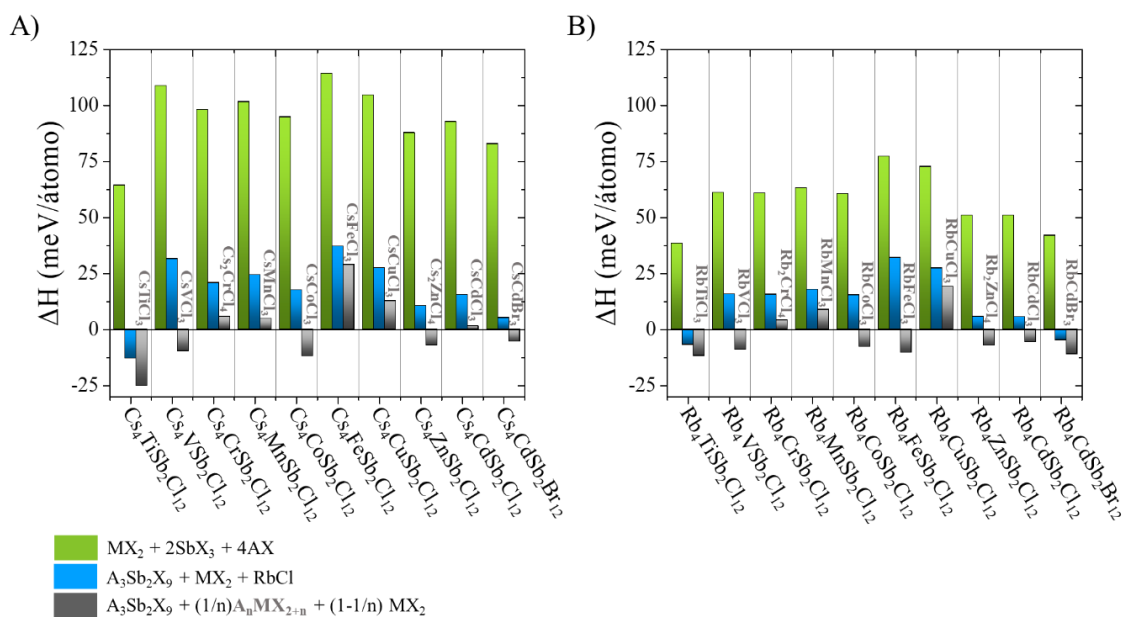 A)
B)
ΔH (meV/átomo)
125
100
75
50
25
0
-25
CsTiCl₃
CsVCl₃
Cs₂CrCl₄
CsMnCl₃
CsCoCl₃
CsFeCl₃
CsCuCl₃
Cs₂ZnCl₄
CsCdCl₃
CsCdBr₃
Cs₄TiSb₂Cl₁₂
Cs₄VSb₂Cl₁₂
Cs₄CrSb₂Cl₁₂
Cs₄MnSb₂Cl₁₂
Cs₄CoSb₂Cl₁₂
Cs₄FeSb₂Cl₁₂
Cs₄CuSb₂Cl₁₂
Cs₄ZnSb₂Cl₁₂
Cs₄CdSb₂Cl₁₂
Cs₄CdSb₂Br₁₂
ΔH (meV/átomo)
125
100
75
50
25
0
-25
RbTiCl₃
RbVCl₃
Rb₂CrCl₄
RbMnCl₃
RbCoCl₃
RbFeCl₃
RbCuCl₃
Rb₂ZnCl₄
RbCdCl₃
RbCdBr₃
Rb₄TiSb₂Cl₁₂
Rb₄VSb₂Cl₁₂
Rb₄CrSb₂Cl₁₂
Rb₄MnSb₂Cl₁₂
Rb₄CoSb₂Cl₁₂
Rb₄FeSb₂Cl₁₂
Rb₄CuSb₂Cl₁₂
Rb₄ZnSb₂Cl₁₂
Rb₄CdSb₂Cl₁₂
Rb₄CdSb₂Br₁₂
MX₂ + 2SbX₃ + 4AX
A₃Sb₂X₉ + MX₂ + RbCl
A₃Sb₂X₉ + (1/n)AₙMX₂₊ₙ + (1-1/n) MX₂